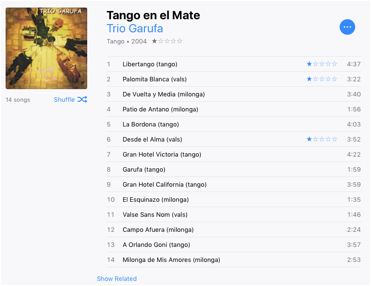 TRIO GARUFA
Tango en el Mate
Trio Garufa
Tango • 2004 ★☆☆☆☆
14 songs
Shuffle
1 Libertango (tango) ★☆☆☆☆ 4:37
2 Palomita Blanca (vals) ★☆☆☆☆ 3:22
3 De Vuelta y Media (milonga) 3:40
4 Patio de Antano (milonga) 1:56
5 La Bordona (tango) 4:03
6 Desde el Alma (vals) ★☆☆☆☆ 3:52
7 Gran Hotel Victoria (tango) 4:22
8 Garufa (tango) 1:59
9 Gran Hotel California (tango) 3:59
10 El Esquinazo (milonga) 1:35
11 Valse Sans Nom (vals) 1:46
12 Campo Afuera (milonga) 2:24
13 A Orlando Goni (tango) 3:57
14 Milonga de Mis Amores (milonga) 2:53
Show Related